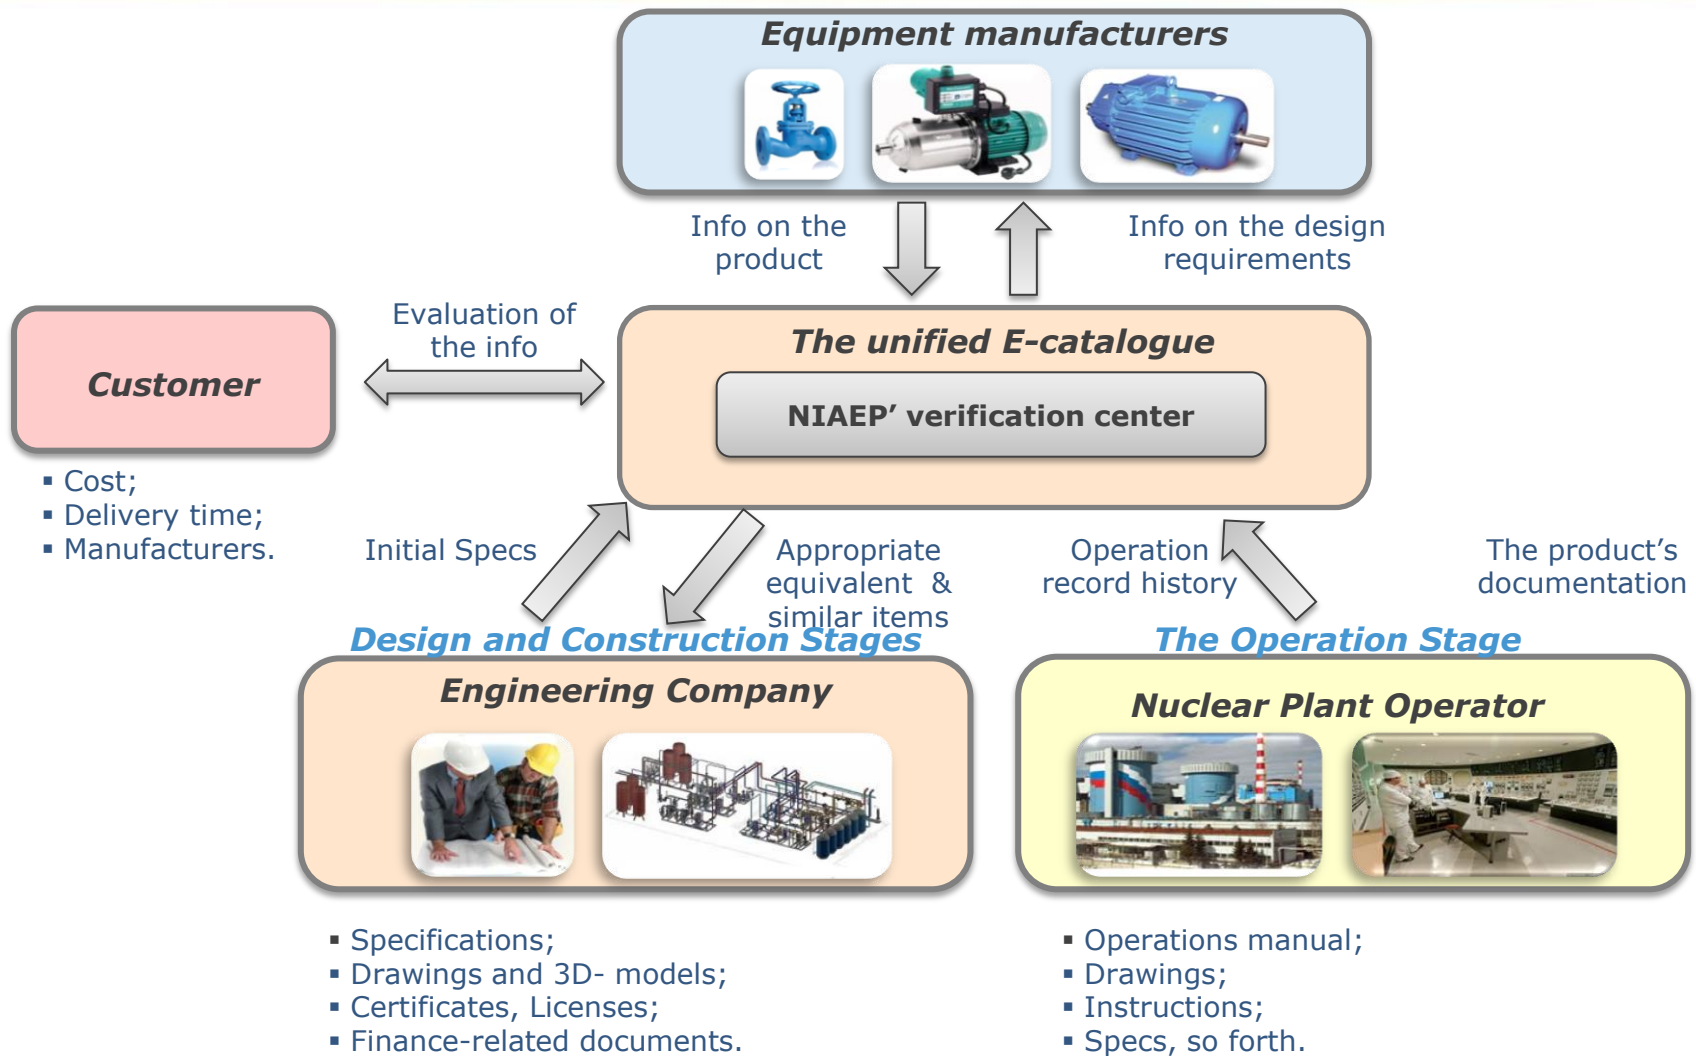 Equipment manufacturers
Info on the
product
Info on the design
requirements
Evaluation of
the info
Customer
▪ Cost;
▪ Delivery time;
▪ Manufacturers.
The unified E-catalogue
NIAEP’ verification center
Initial Specs
Appropriate
equivalent &
similar items
Operation
record history
The product’s
documentation
Design and Construction Stages
Engineering Company
▪ Specifications;
▪ Drawings and 3D- models;
▪ Certificates, Licenses;
▪ Finance-related documents.
The Operation Stage
Nuclear Plant Operator
▪ Operations manual;
▪ Drawings;
▪ Instructions;
▪ Specs, so forth.